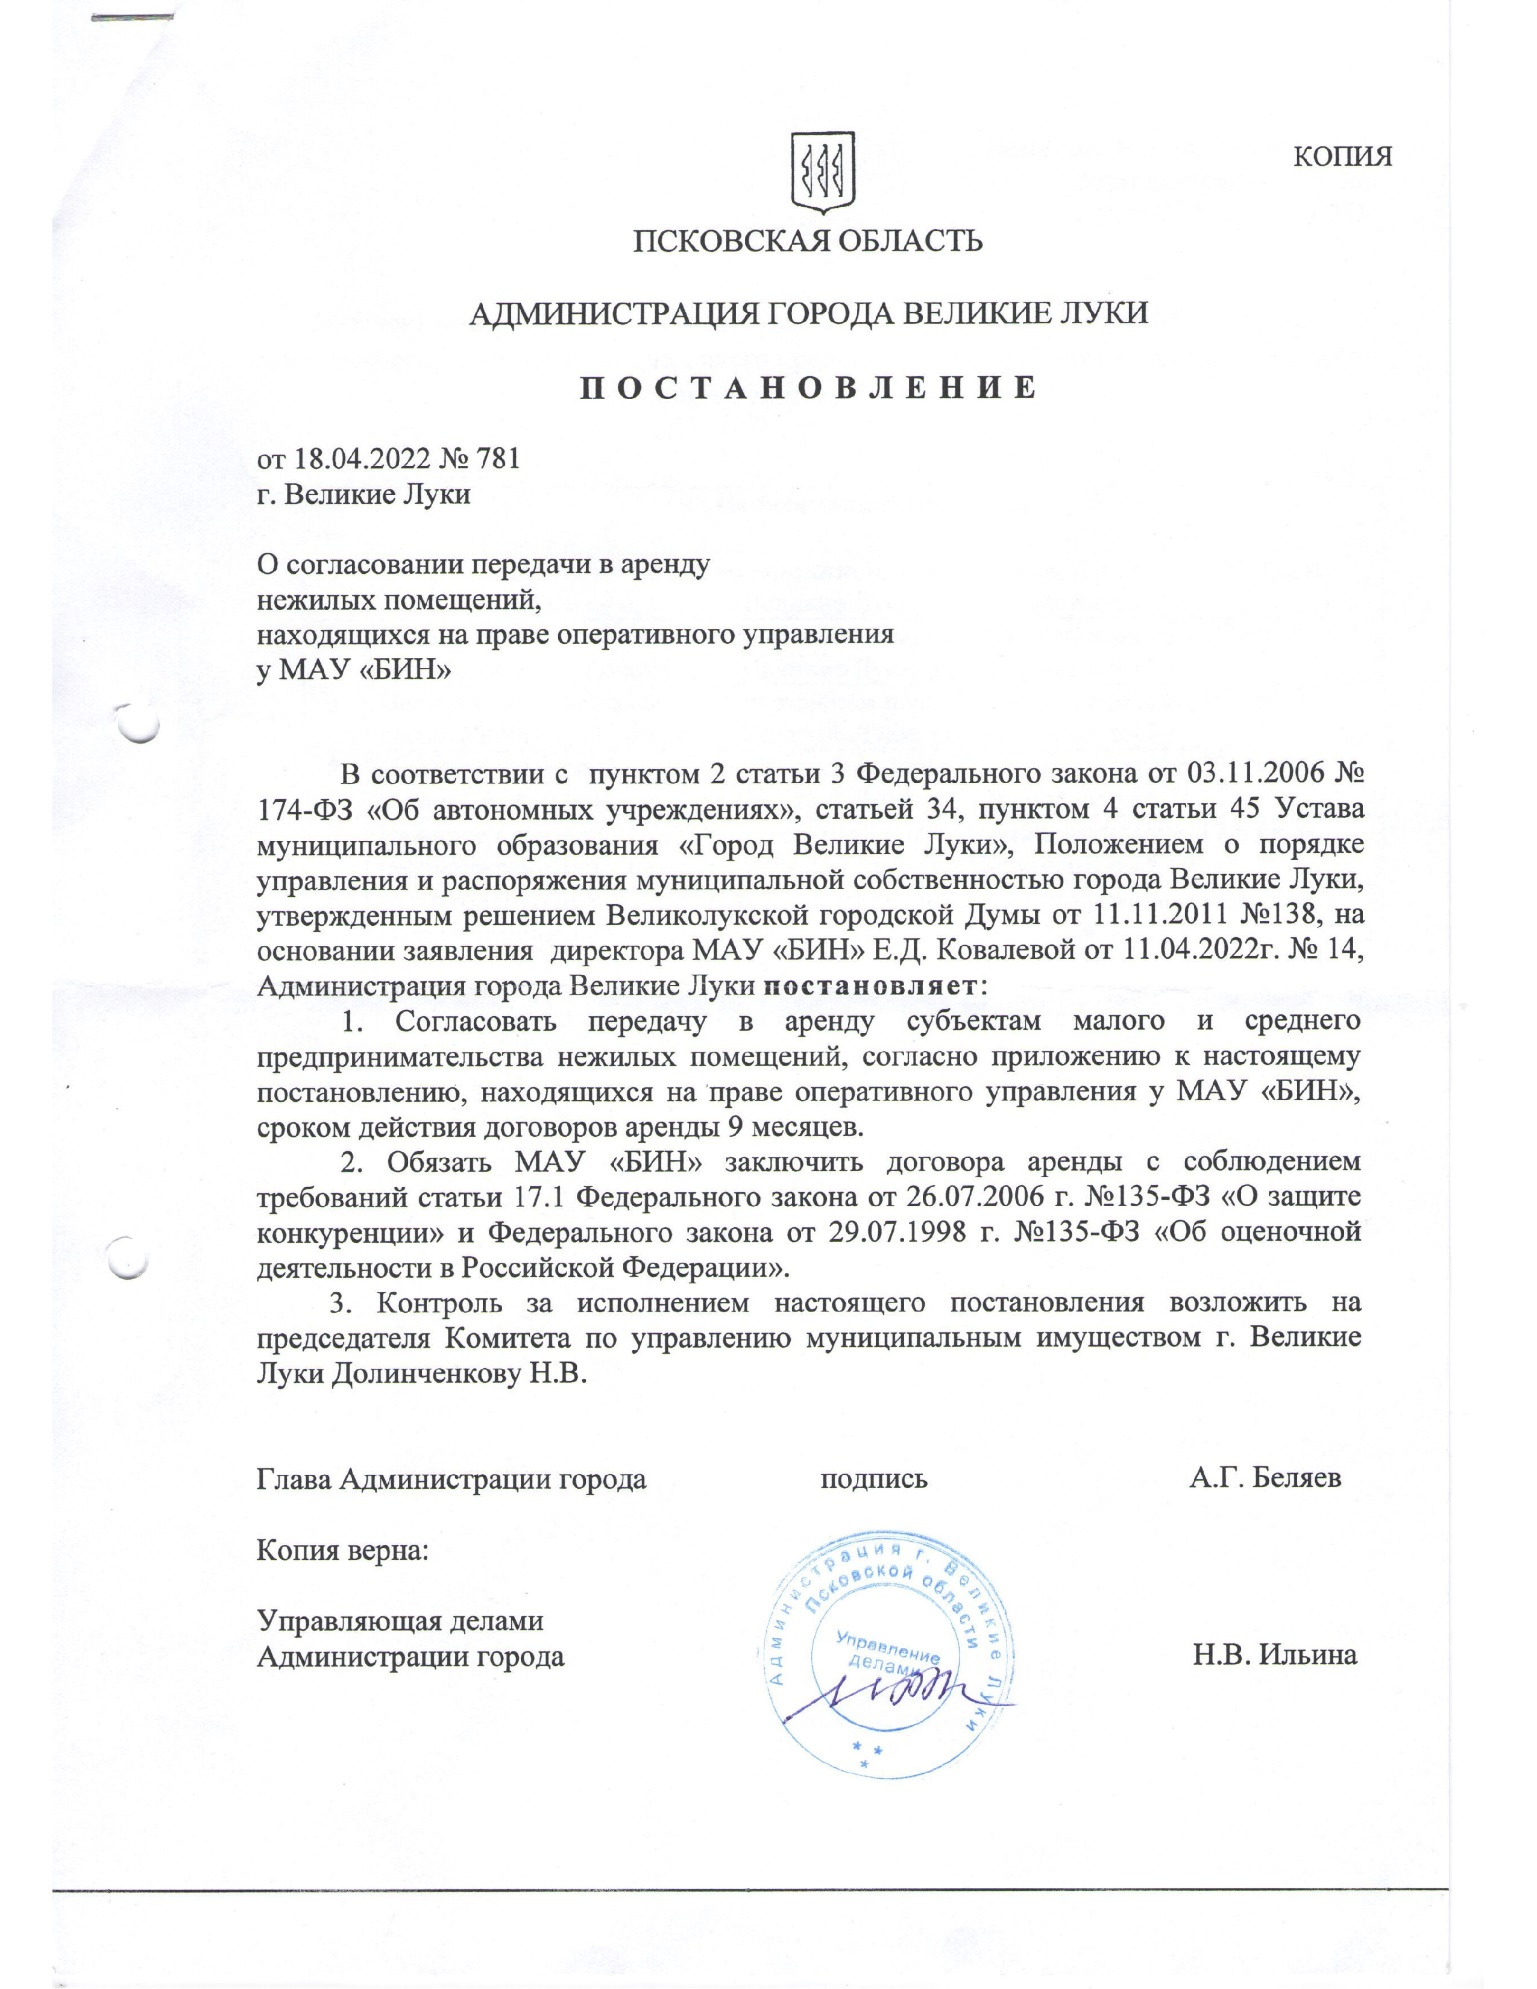 КОПИЯ
ПСКОВСКАЯ ОБЛАСТЬ
АДМИНИСТРАЦИЯ ГОРОДА ВЕЛИКИЕ ЛУКИ
П О С Т А Н О В Л Е Н И Е
от 18.04.2022 № 781
г. Великие Луки
О согласовании передачи в аренду
нежилых помещений,
находящихся на праве оперативного управления
у МАУ «БИН»
В соответствии с пунктом 2 статьи 3 Федерального закона от 03.11.2006 №
174-ФЗ «Об автономных учреждениях», статьей 34, пунктом 4 статьи 45 Устава
муниципального образования «Город Великие Луки», Положением о порядке
управления и распоряжения муниципальной собственностью города Великие Луки,
утвержденным решением Великолукской городской Думы от 11.11.2011 №138, на
основании заявления директора МАУ «БИН» Е.Д. Ковалевой от 11.04.2022г. № 14,
Администрация города Великие Луки постановляет:
1. Согласовать передачу в аренду субъектам малого и среднего
предпринимательства нежилых помещений, согласно приложению к настоящему
постановлению, находящихся на праве оперативного управления у МАУ «БИН»,
сроком действия договоров аренды 9 месяцев.
2. Обязать МАУ «БИН» заключить договора аренды с соблюдением
требований статьи 17.1 Федерального закона от 26.07.2006 г. №135-ФЗ «О защите
конкуренции» и Федерального закона от 29.07.1998 г. №135-ФЗ «Об оценочной
деятельности в Российской Федерации».
3. Контроль за исполнением настоящего постановления возложить на
председателя Комитета по управлению муниципальным имуществом г. Великие
Луки Долинченкову Н.В.
Глава Администрации города подпись А.Г. Беляев
Копия верна:
Управляющая делами
Администрации города Н.В. Ильина
Администрация г. Великие Луки
Псковской области
Управление
делами